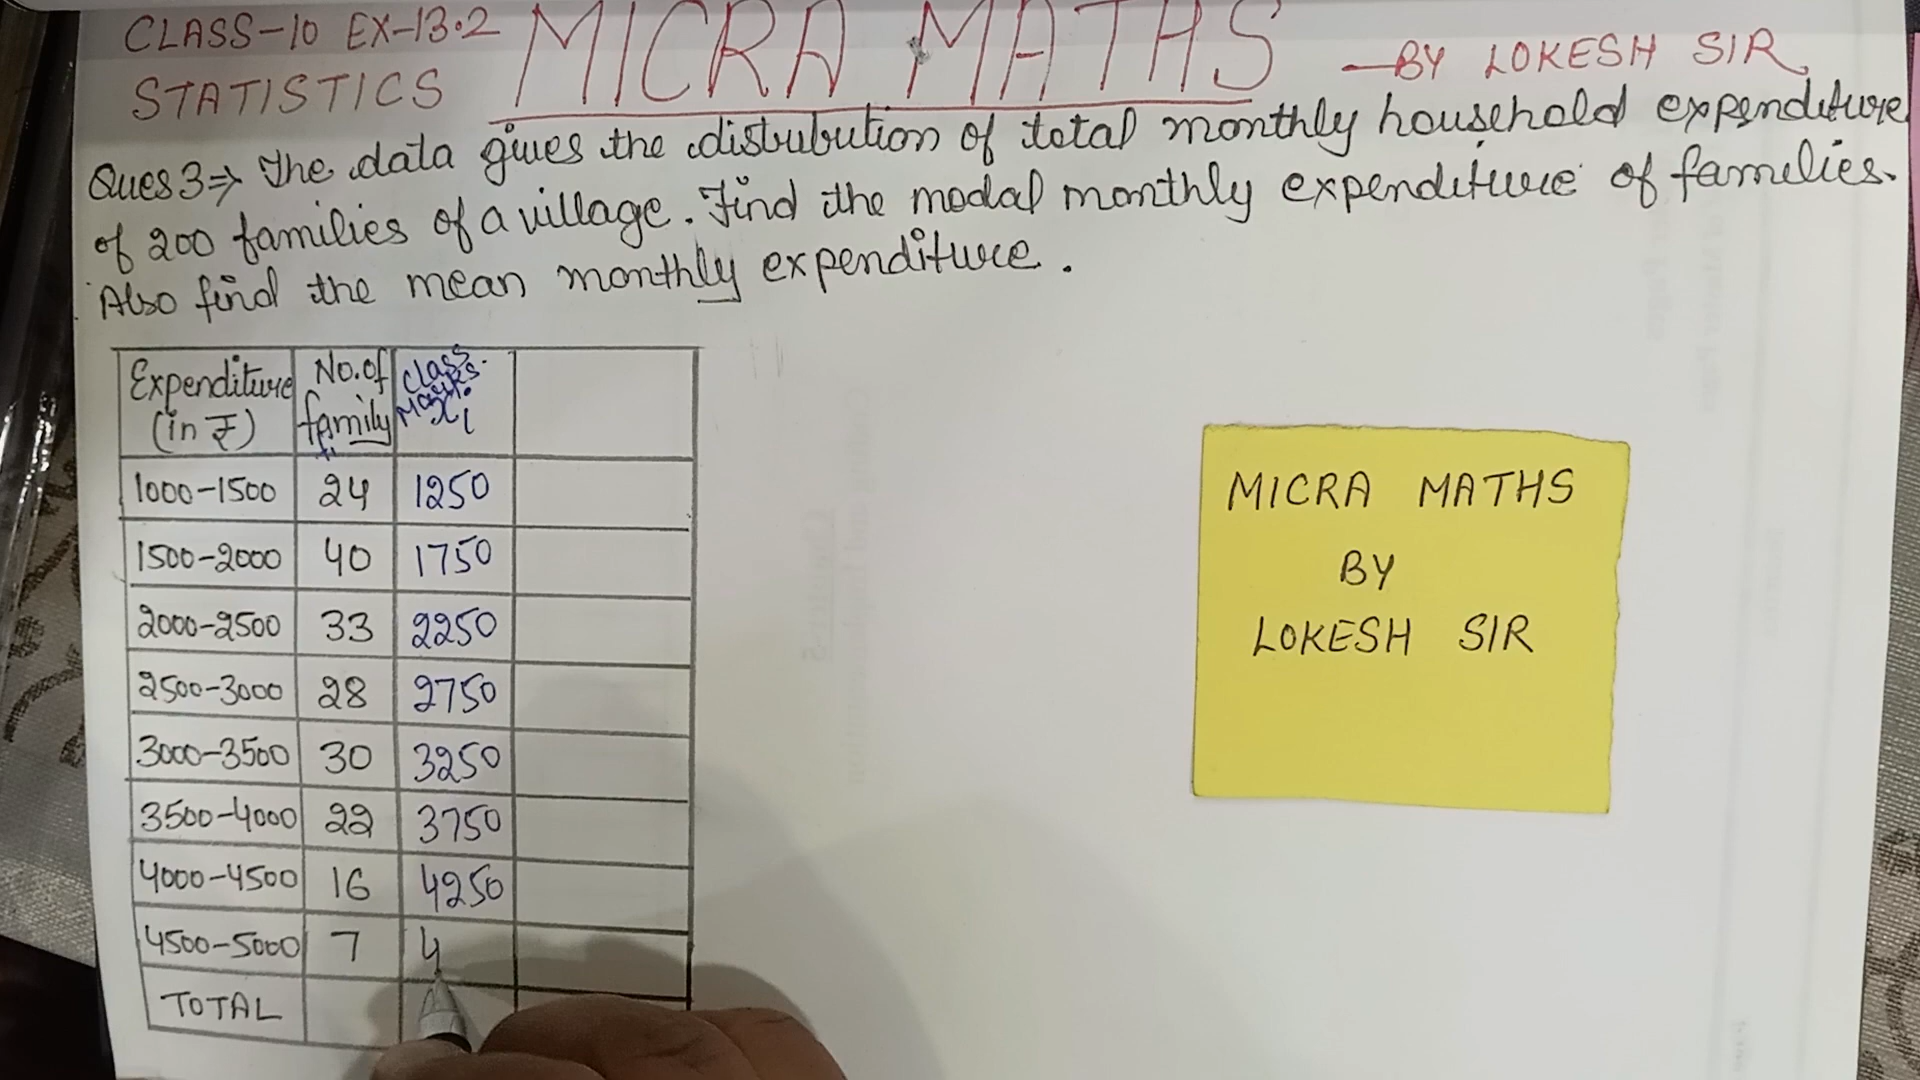 CLASS-10 EX-13.2
STATISTICS
MICRA MATHS
-BY LOKESH SIR
Ques 3⇒ The data gives the distribution of total monthly household expenditure
of 200 families of a village. Find the modal monthly expenditure of families.
Also find the mean monthly expenditure.
Expenditure (in ₹) No. of family fi Class Marks xi
1000-1500 24 1250
1500-2000 40 1750
2000-2500 33 2250
2500-3000 28 2750
3000-3500 30 3250
3500-4000 22 3750
4000-4500 16 4250
4500-5000 7 4
TOTAL
MICRA MATHS
BY
LOKESH SIR